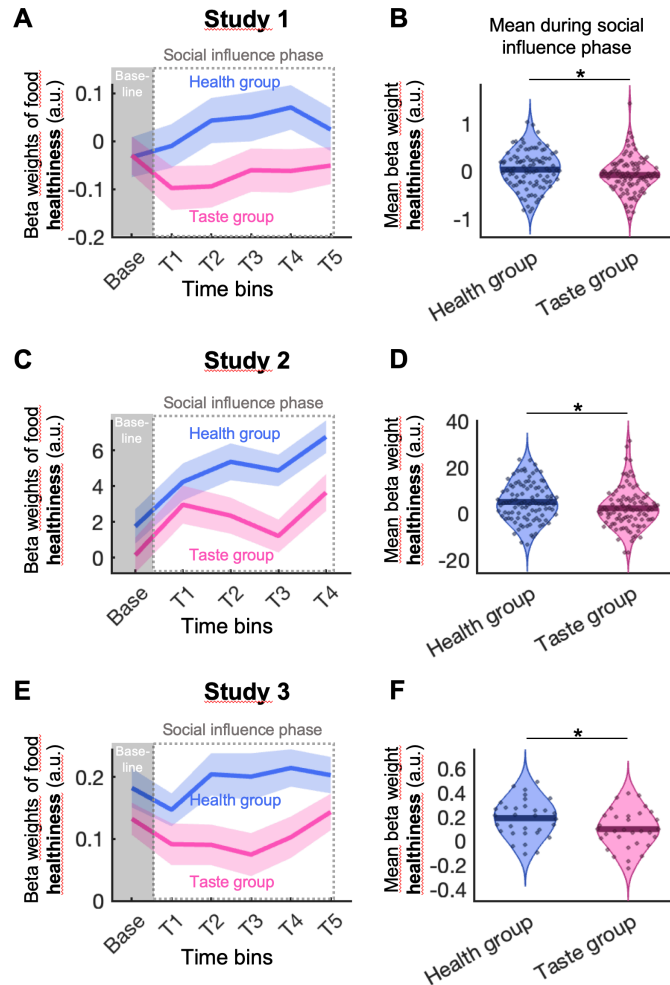 A
Study 1
Social influence phase
Base-
line
Health group
Taste group
Beta weights of food
healthiness (a.u.)
0.1
0
-0.1
-0.2
Base
T1
T2
T3
T4
T5
Time bins
B
Mean during social
influence phase
*
Mean beta weight
healthiness (a.u.)
1
0
-1
Health group
Taste group
C
Study 2
Social influence phase
Base-
line
Health group
Taste group
Beta weights of food
healthiness (a.u.)
6
4
2
0
Base
T1
T2
T3
T4
Time bins
D
*
Mean beta weight
healthiness (a.u.)
40
20
0
-20
Health group
Taste group
E
Study 3
Social influence phase
Base-
line
Health group
Taste group
Beta weights of food
healthiness (a.u.)
0.2
0.1
0
Base
T1
T2
T3
T4
T5
Time bins
F
*
Mean beta weight
healthiness (a.u.)
0.6
0.4
0.2
0
-0.2
-0.4
Health group
Taste group